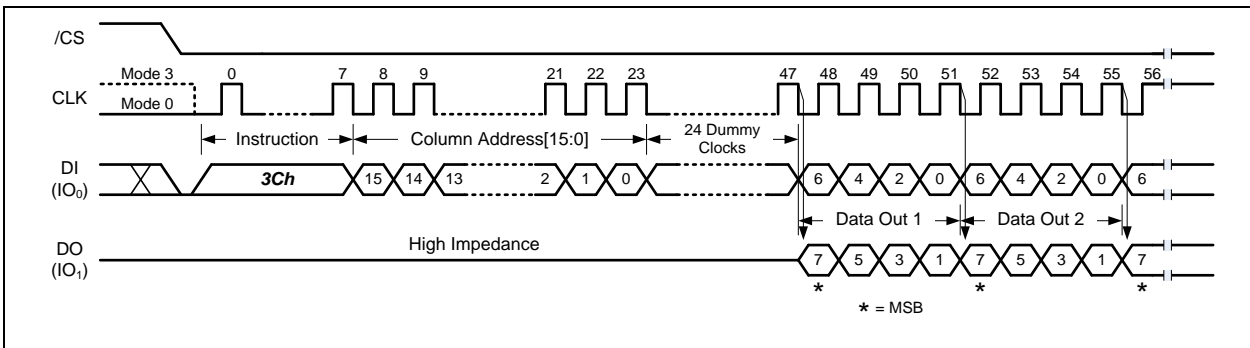 /CS
Mode 3 0 7 8 9 21 22 23 47 48 49 50 51 52 53 54 55 56
CLK
Mode 0
Instruction Column Address[15:0] 24 Dummy
Clocks
DI
(IO0)
3Ch 15 14 13 2 1 0 6 4 2 0 6 4 2 0 6
Data Out 1 Data Out 2
High Impedance
DO
(IO1)
7 5 3 1 7 5 3 1 7
* * *
* = MSB